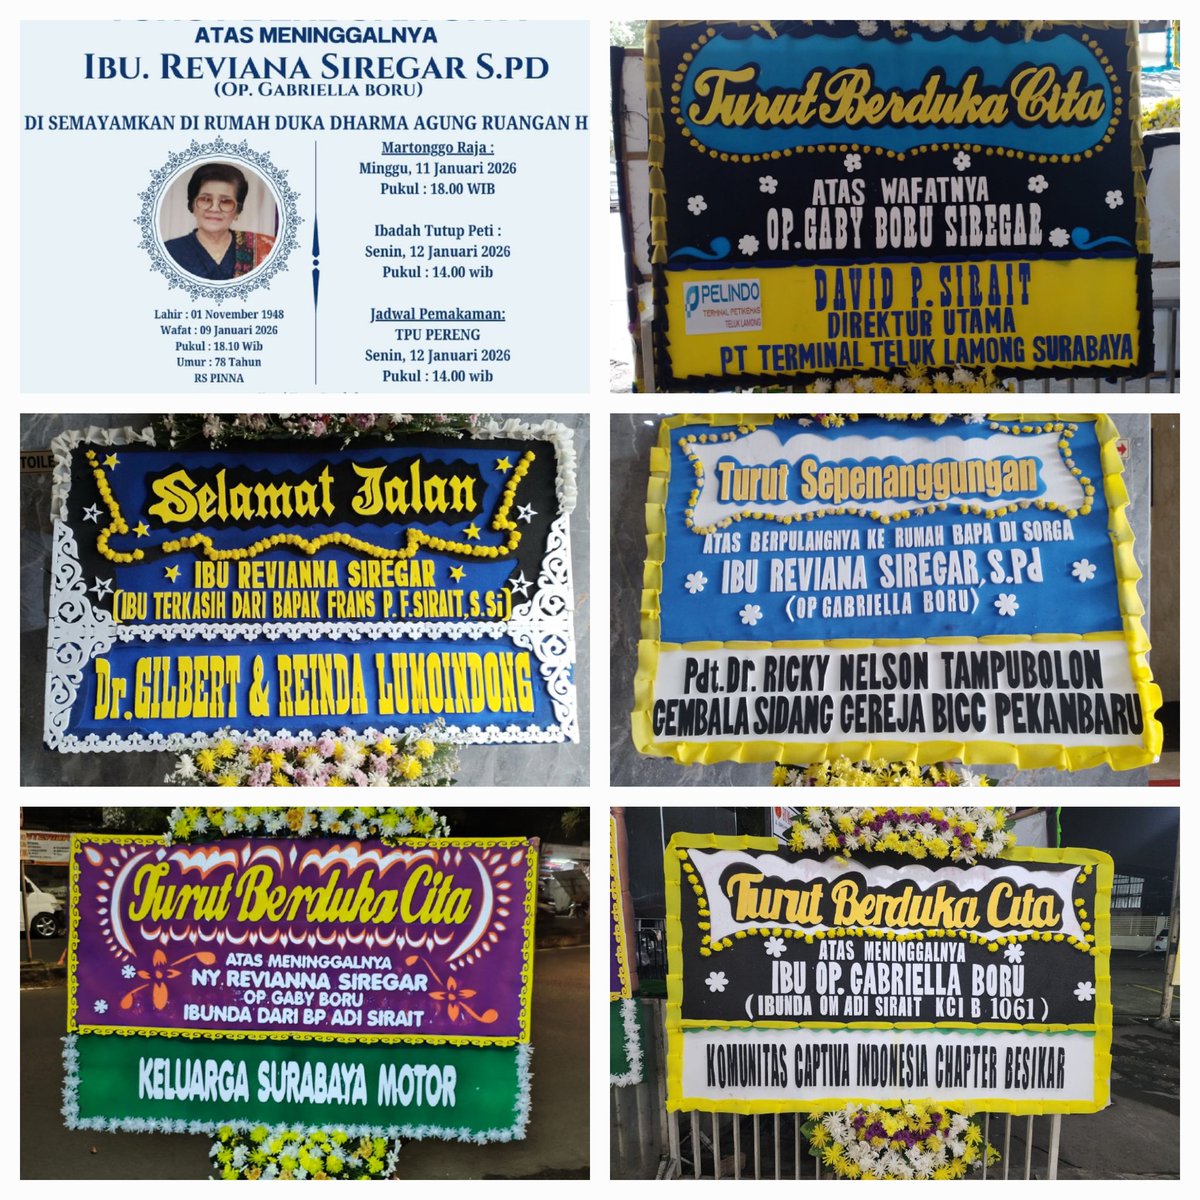 ATAS MENINGGALNYA
IBU. REVIANA SIREGAR S.PD
(OP. GABRIELLA BORU)
DI SEMAYAMKAN DI RUMAH DUKA DHARMA AGUNG RUANGAN H
Lahir : 01 November 1948
Wafat : 09 Januari 2026
Pukul : 18.10 Wib
Umur : 78 Tahun
RS PINNA
Martonggo Raja :
Minggu, 11 Januari 2026
Pukul : 18.00 WIB
Ibadah Tutup Peti :
Senin, 12 Januari 2026
Pukul : 14.00 wib
Jadwal Pemakaman:
TPU PERENG
Senin, 12 Januari 2026
Pukul : 14.00 wib
Turut Berduka Cita
ATAS WAFATNYA
OP. GABY BORU SIREGAR
PELINDO
TERMINAL PETIKEMAS
TELUK LAMONG
DAVID P. SIRAIT
DIREKTUR UTAMA
PT TERMINAL TELUK LAMONG SURABAYA
Selamat Jalan
IBU REVIANNA SIREGAR
(IBU TERKASIH DARI BAPAK FRANS P.F.SIRAIT,S.Si)
Dr. GILBERT & REINDA LUMOINDONG
Turut Sepenanggungan
ATAS BERPULANGNYA KE RUMAH BAPA DI SORGA
IBU REVIANA SIREGAR, S.Pd
(OP GABRIELLA BORU)
Pdt. Dr. RICKY NELSON TAMPUBOLON
GEMBALA SIDANG GEREJA BICC PEKANBARU
Turut Berduka Cita
ATAS MENINGGALNYA
NY. REVIANNA SIREGAR
OP. GABY BORU
IBUNDA DARI BP. ADI SIRAIT
KELUARGA SURABAYA MOTOR
Turut Berduka Cita
ATAS MENINGGALNYA
IBU OP. GABRIELLA BORU
(IBUNDA OM ADI SIRAIT KCI B 1061)
KOMUNITAS CAPTIVA INDONESIA CHAPTER BESIKAR